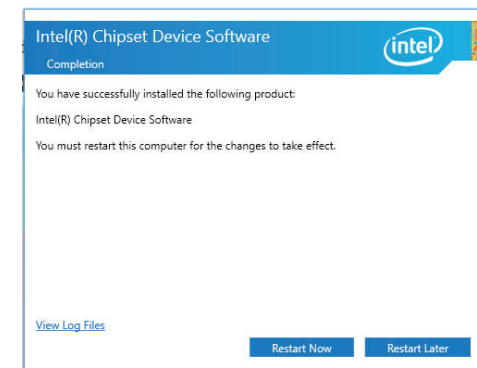 Intel(R) Chipset Device Software
Completion
intel
You have successfully installed the following product:
Intel(R) Chipset Device Software
You must restart this computer for the changes to take effect.
View Log Files
Restart Now
Restart Later